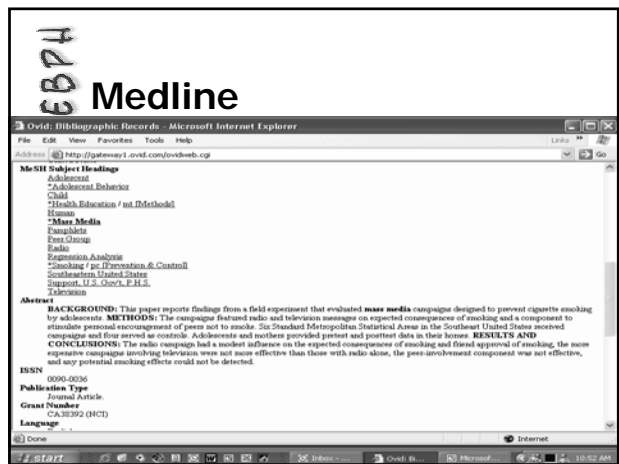 EBPH
Medline
Ovid: Bibliographic Records - Microsoft Internet Explorer
File Edit View Favorites Tools Help
Links
Address http://gateway1.ovid.com/ovidweb.cgi
Go
MeSH Subject Headings
Adolescent
*Adolescent Behavior
Child
*Health Education / mt [Methods]
Human
*Mass Media
Pamphlets
Peer Group
Radio
Regression Analysis
*Smoking / pc [Prevention & Control]
Southeastern United States
Support, U.S. Gov't, P.H.S.
Television
Abstract
BACKGROUND: This paper reports findings from a field experiment that evaluated mass media campaigns designed to prevent cigarette smoking
by adolescents. METHODS: The campaigns featured radio and television messages on expected consequences of smoking and a component to
stimulate personal encouragement of peers not to smoke. Six Standard Metropolitan Statistical Areas in the Southeast United States received
campaigns and four served as controls. Adolescents and mothers provided pretest and posttest data in their homes. RESULTS AND
CONCLUSIONS: The radio campaign had a modest influence on the expected consequences of smoking and friend approval of smoking, the more
expensive campaigns involving television were not more effective than those with radio alone, the peer-involvement component was not effective,
and any potential smoking effects could not be detected.
ISSN
0090-0036
Publication Type
Journal Article.
Grant Number
CA38392 (NCI)
Language
Done
Internet
start
Inbox - ...
Ovid: Bi...
Microsof...
10:52 AM